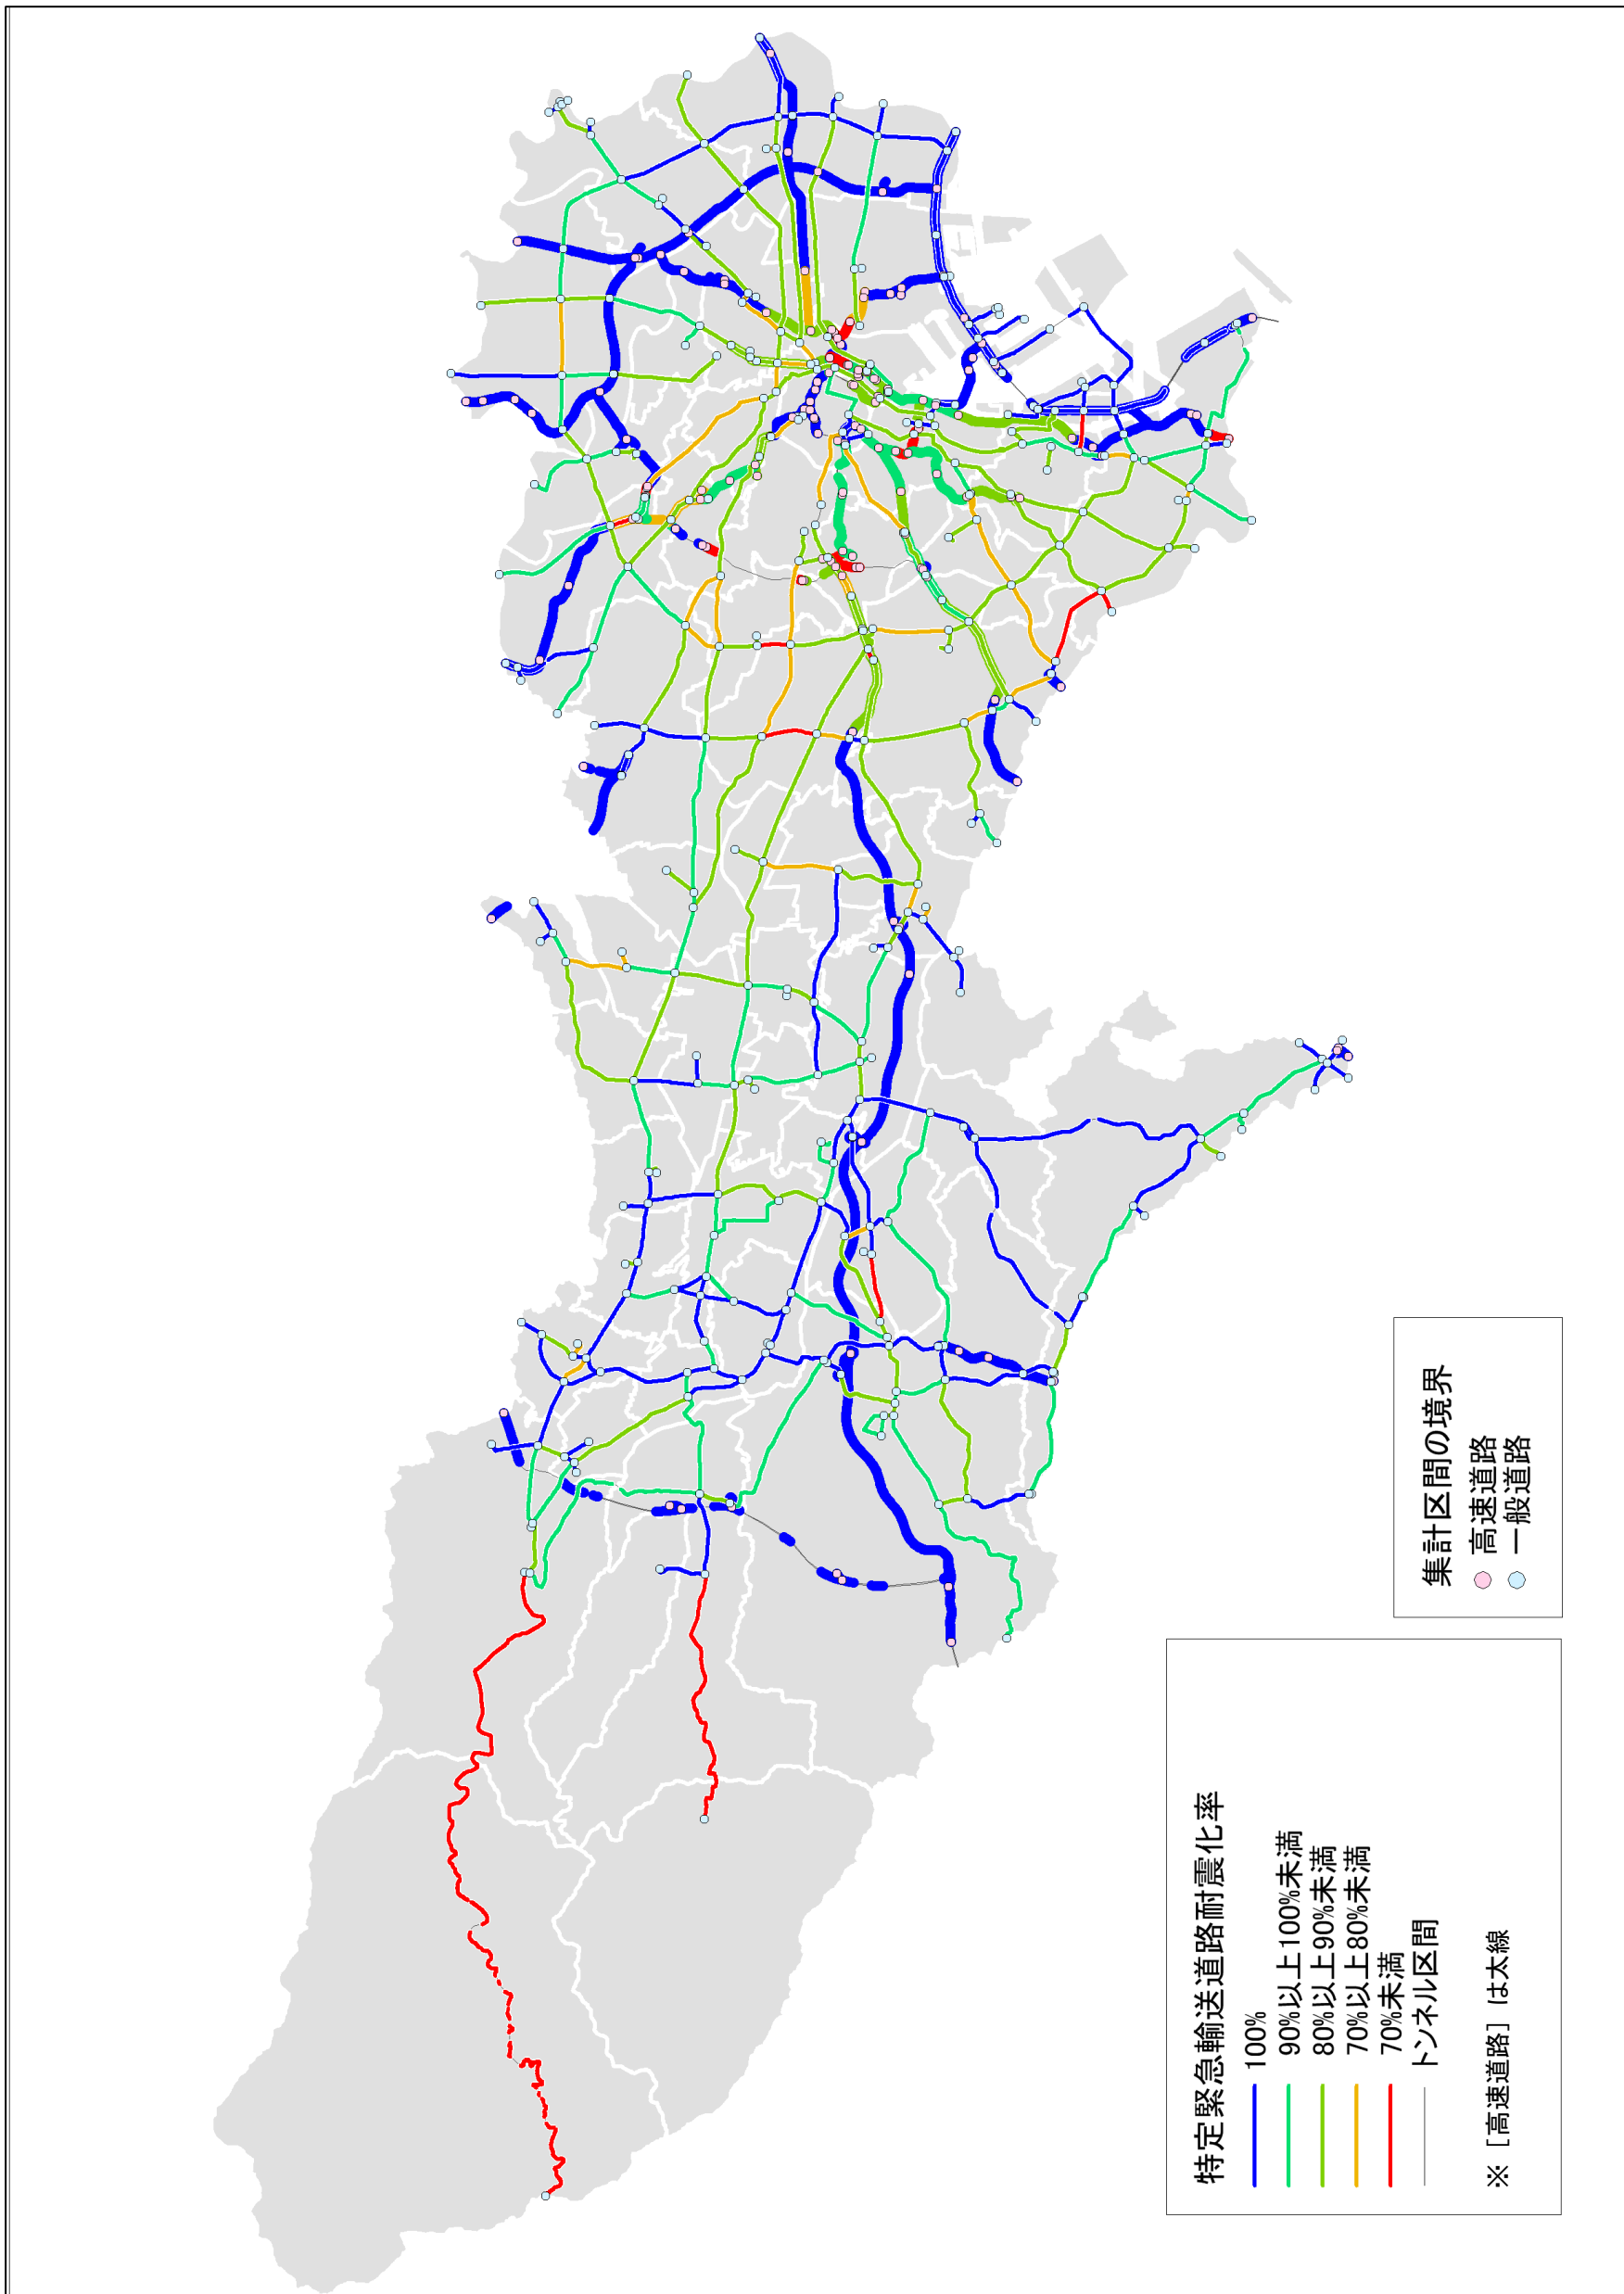 特定緊急輸送道路耐震化率
100%
90%以上100%未満
80%以上90%未満
70%以上80%未満
70%未満
トンネル区間
※［高速道路］は太線
集計区間の境界
高速道路
一般道路